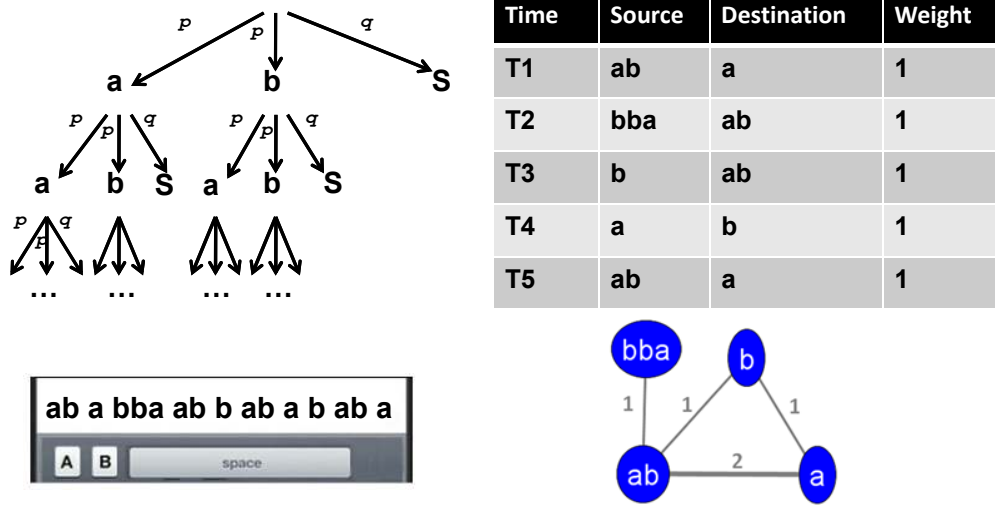 p p q
a b S
p p q p p q
a b S a b S
p p q
... ... ... ...
Time Source Destination Weight
T1 ab a 1
T2 bba ab 1
T3 b ab 1
T4 a b 1
T5 ab a 1
ab a bba ab b ab a b ab a
A B space
bba b
1 1 1
ab 2 a